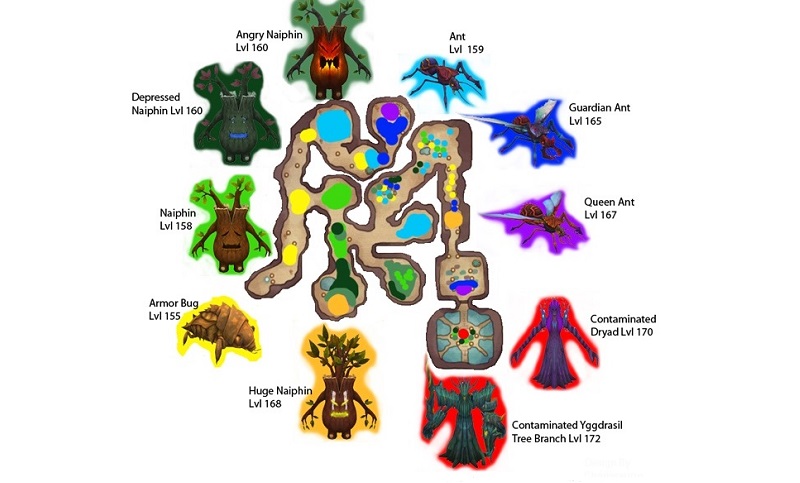 Angry Naiphin
Lvl 160
Ant
Lvl 159
Depressed
Naiphin Lvl 160
Guardian Ant
Lvl 165
Naiphin
Lvl 158
Queen Ant
Lvl 167
Armor Bug
Lvl 155
Contaminated
Dryad Lvl 170
Huge Naiphin
Lvl 168
Contaminated Yggdrasil
Tree Branch Lvl 172